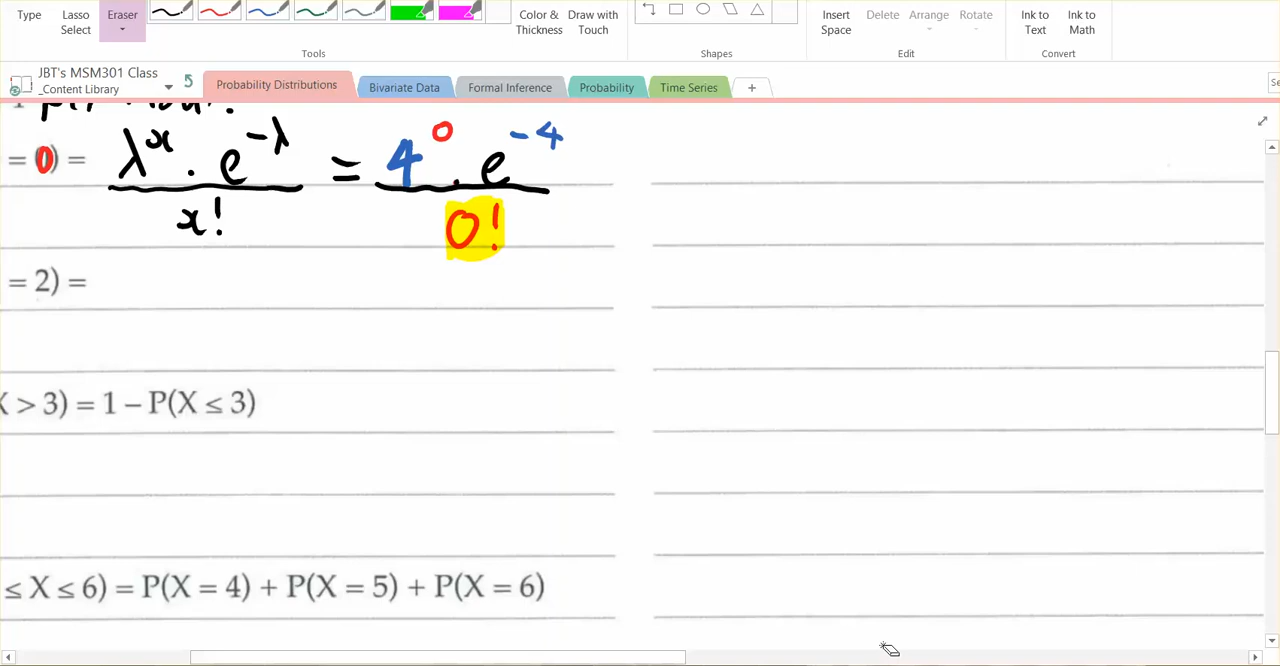 Type Lasso Select Eraser Color & Thickness Draw with Touch Insert Space Delete Arrange Rotate Ink to Text Ink to Math
Tools Shapes Edit Convert
JBT's MSM301 Class _Content Library 5 Probability Distributions Bivariate Data Formal Inference Probability Time Series + Se
= 0) = λ^x . e^-λ / x! = 4^0 . e^-4 / 0!
= 2) =
X > 3) = 1 – P(X ≤ 3)
≤ X ≤ 6) = P(X = 4) + P(X = 5) + P(X = 6)